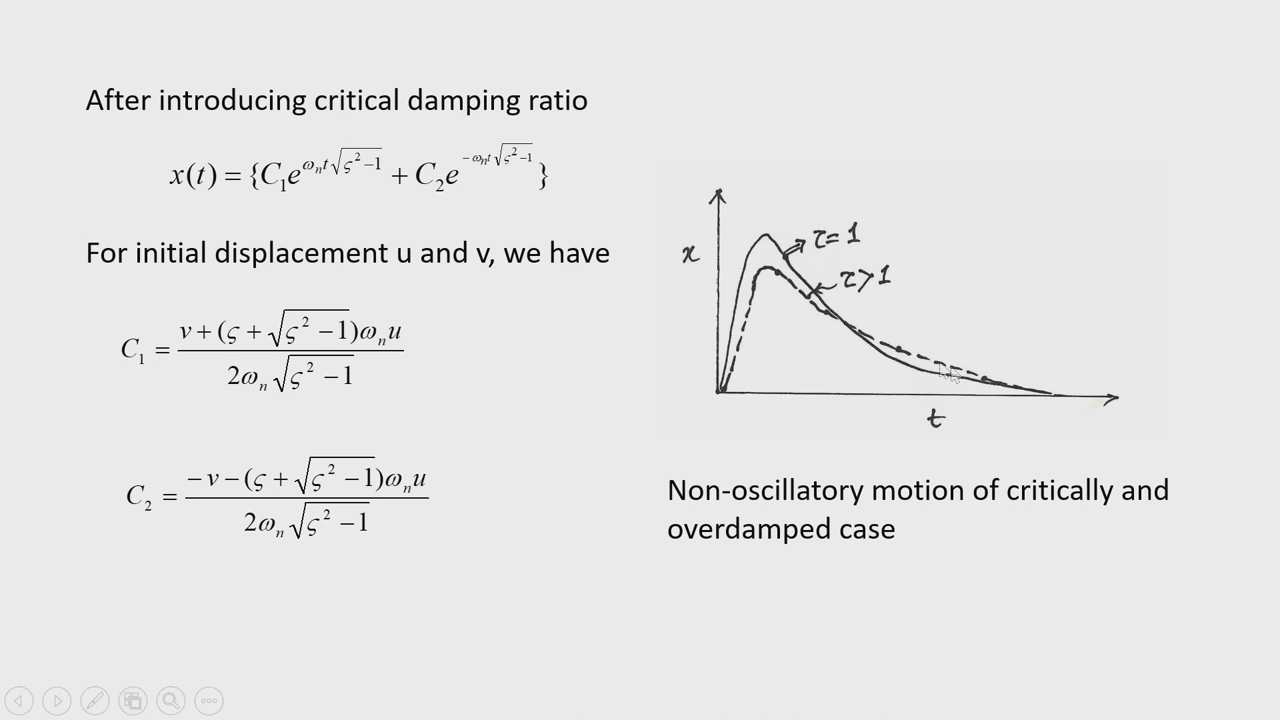 After introducing critical damping ratio
x(t) = {C₁e^{ωₙt√(ς²−1)} + C₂e^{−ωₙt√(ς²−1)}}
For initial displacement u and v, we have
C₁ = (v + (ς + √(ς²−1))ωₙu) / (2ωₙ√(ς²−1))
C₂ = (−v − (ς + √(ς²−1))ωₙu) / (2ωₙ√(ς²−1))
x
τ = 1
τ > 1
t
Non-oscillatory motion of critically and
overdamped case